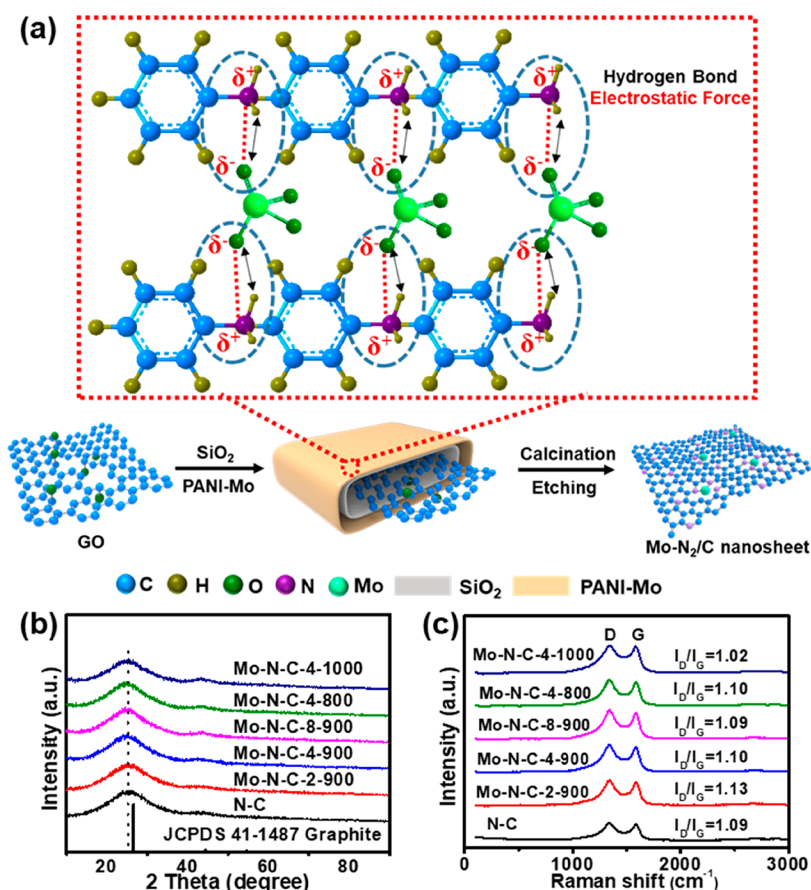 (a)
δ+ δ+ δ+
Hydrogen Bond
Electrostatic Force
δ- δ- δ-
δ- δ- δ-
δ+ δ+ δ+
SiO2
PANI-Mo
Calcination
Etching
GO
Mo-N2/C nanosheet
C H O N Mo SiO2 PANI-Mo
(b)
Intensity (a.u.)
Mo-N-C-4-1000
Mo-N-C-4-800
Mo-N-C-8-900
Mo-N-C-4-900
Mo-N-C-2-900
N-C
JCPDS 41-1487 Graphite
20 40 60 80
2 Theta (degree)
(c)
Intensity (a.u.)
D G
Mo-N-C-4-1000 ID/IG=1.02
Mo-N-C-4-800 ID/IG=1.10
Mo-N-C-8-900 ID/IG=1.09
Mo-N-C-4-900 ID/IG=1.10
Mo-N-C-2-900 ID/IG=1.13
N-C ID/IG=1.09
0 1000 2000 3000
Raman shift (cm-1)